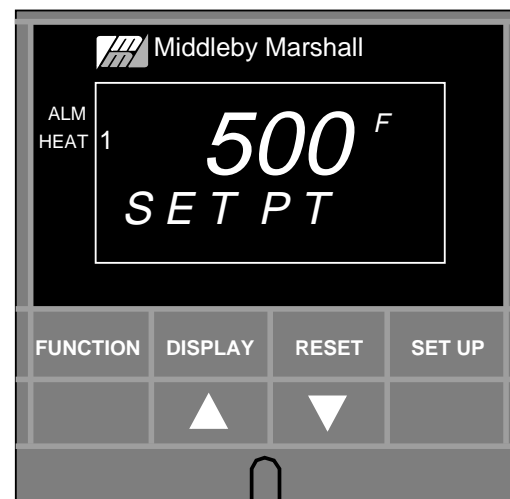 Middleby Marshall
ALM
HEAT 1
500 F
SET PT
FUNCTION DISPLAY RESET SET UP